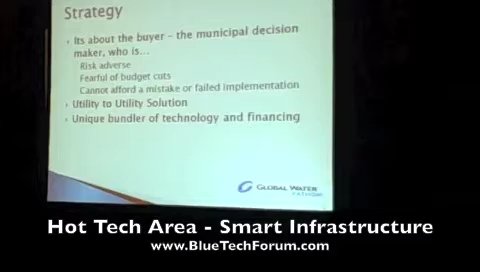 Strategy
Its about the buyer – the municipal decision
maker, who is...
Risk adverse
Fearful of budget cuts
Cannot afford a mistake or failed implementation
Utility to Utility Solution
Unique bundler of technology and financing
GLOBAL WATER
Hot Tech Area - Smart Infrastructure
www.BlueTechForum.com